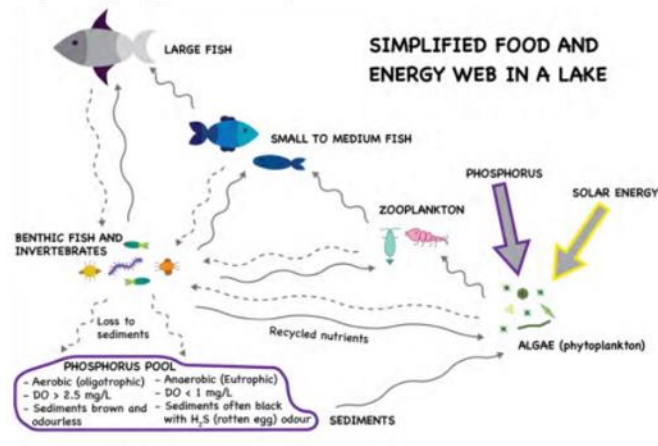 LARGE FISH
SIMPLIFIED FOOD AND
ENERGY WEB IN A LAKE
SMALL TO MEDIUM FISH
PHOSPHORUS
SOLAR ENERGY
ZOOPLANKTON
BENTHIC FISH AND
INVERTEBRATES
Loss to
sediments
Recycled nutrients
ALGAE (phytoplankton)
PHOSPHORUS POOL
- Aerobic (oligotrophic)
- DO > 2.5 mg/L
- Sediments brown and
odourless
- Anaerobic (Eutrophic)
- DO < 1 mg/L
- Sediments often black
with H₂S (rotten egg) odour
SEDIMENTS